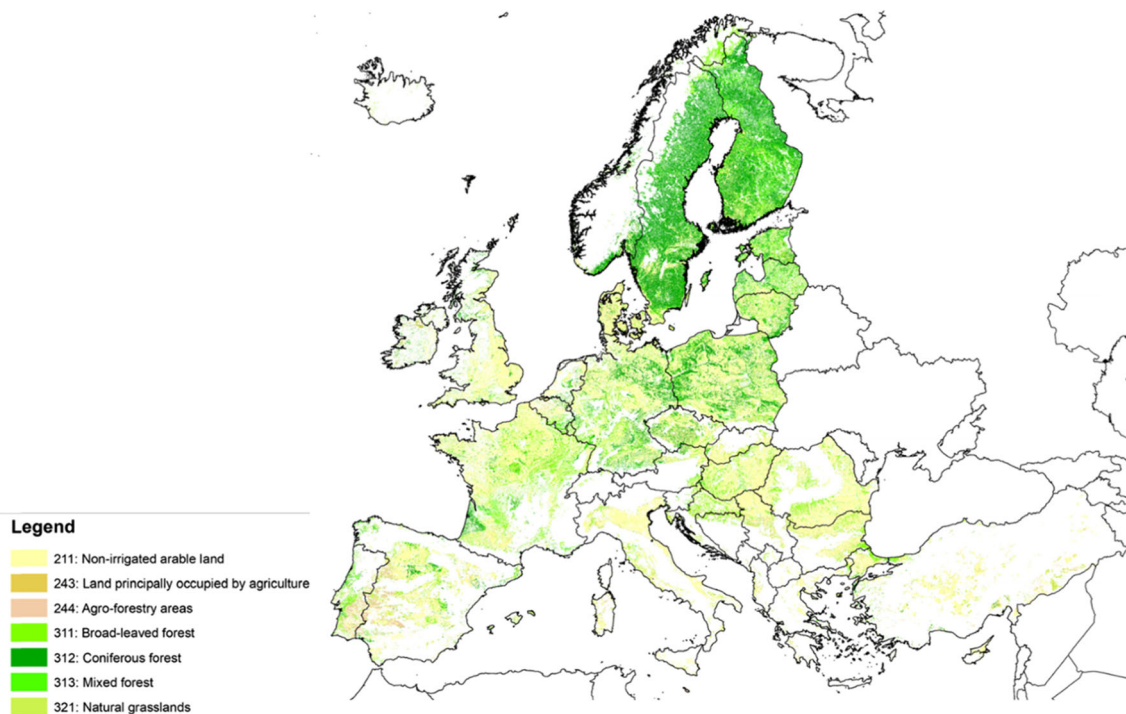 Legend
211: Non-irrigated arable land
243: Land principally occupied by agriculture
244: Agro-forestry areas
311: Broad-leaved forest
312: Coniferous forest
313: Mixed forest
321: Natural grasslands